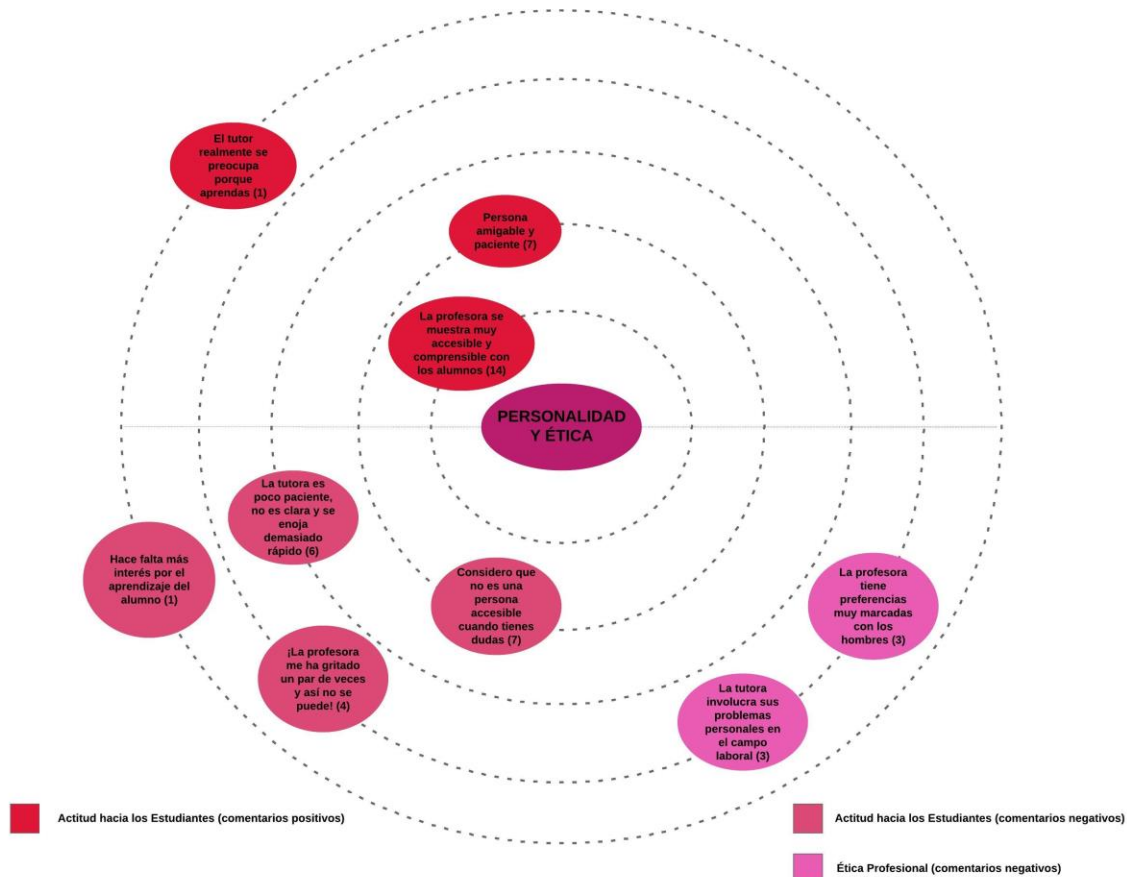 El tutor
realmente se
preocupa
porque
aprendas (1)
Persona
amigable y
paciente (7)
La profesora se
muestra muy
accesible y
comprensible con
los alumnos (14)
PERSONALIDAD
Y ÉTICA
La tutora es
poco paciente,
no es clara y se
enoja
demasiado
rápido (6)
Hace falta más
interés por el
aprendizaje del
alumno (1)
Considero que
no es una
persona
accesible
cuando tienes
dudas (7)
La profesora
tiene
preferencias
muy marcadas
con los
hombres (3)
¡La profesora
me ha gritado
un par de veces
y así no se
puede! (4)
La tutora
involucra sus
problemas
personales en
el campo
laboral (3)
Actitud hacia los Estudiantes (comentarios positivos)
Actitud hacia los Estudiantes (comentarios negativos)
Ética Profesional (comentarios negativos)